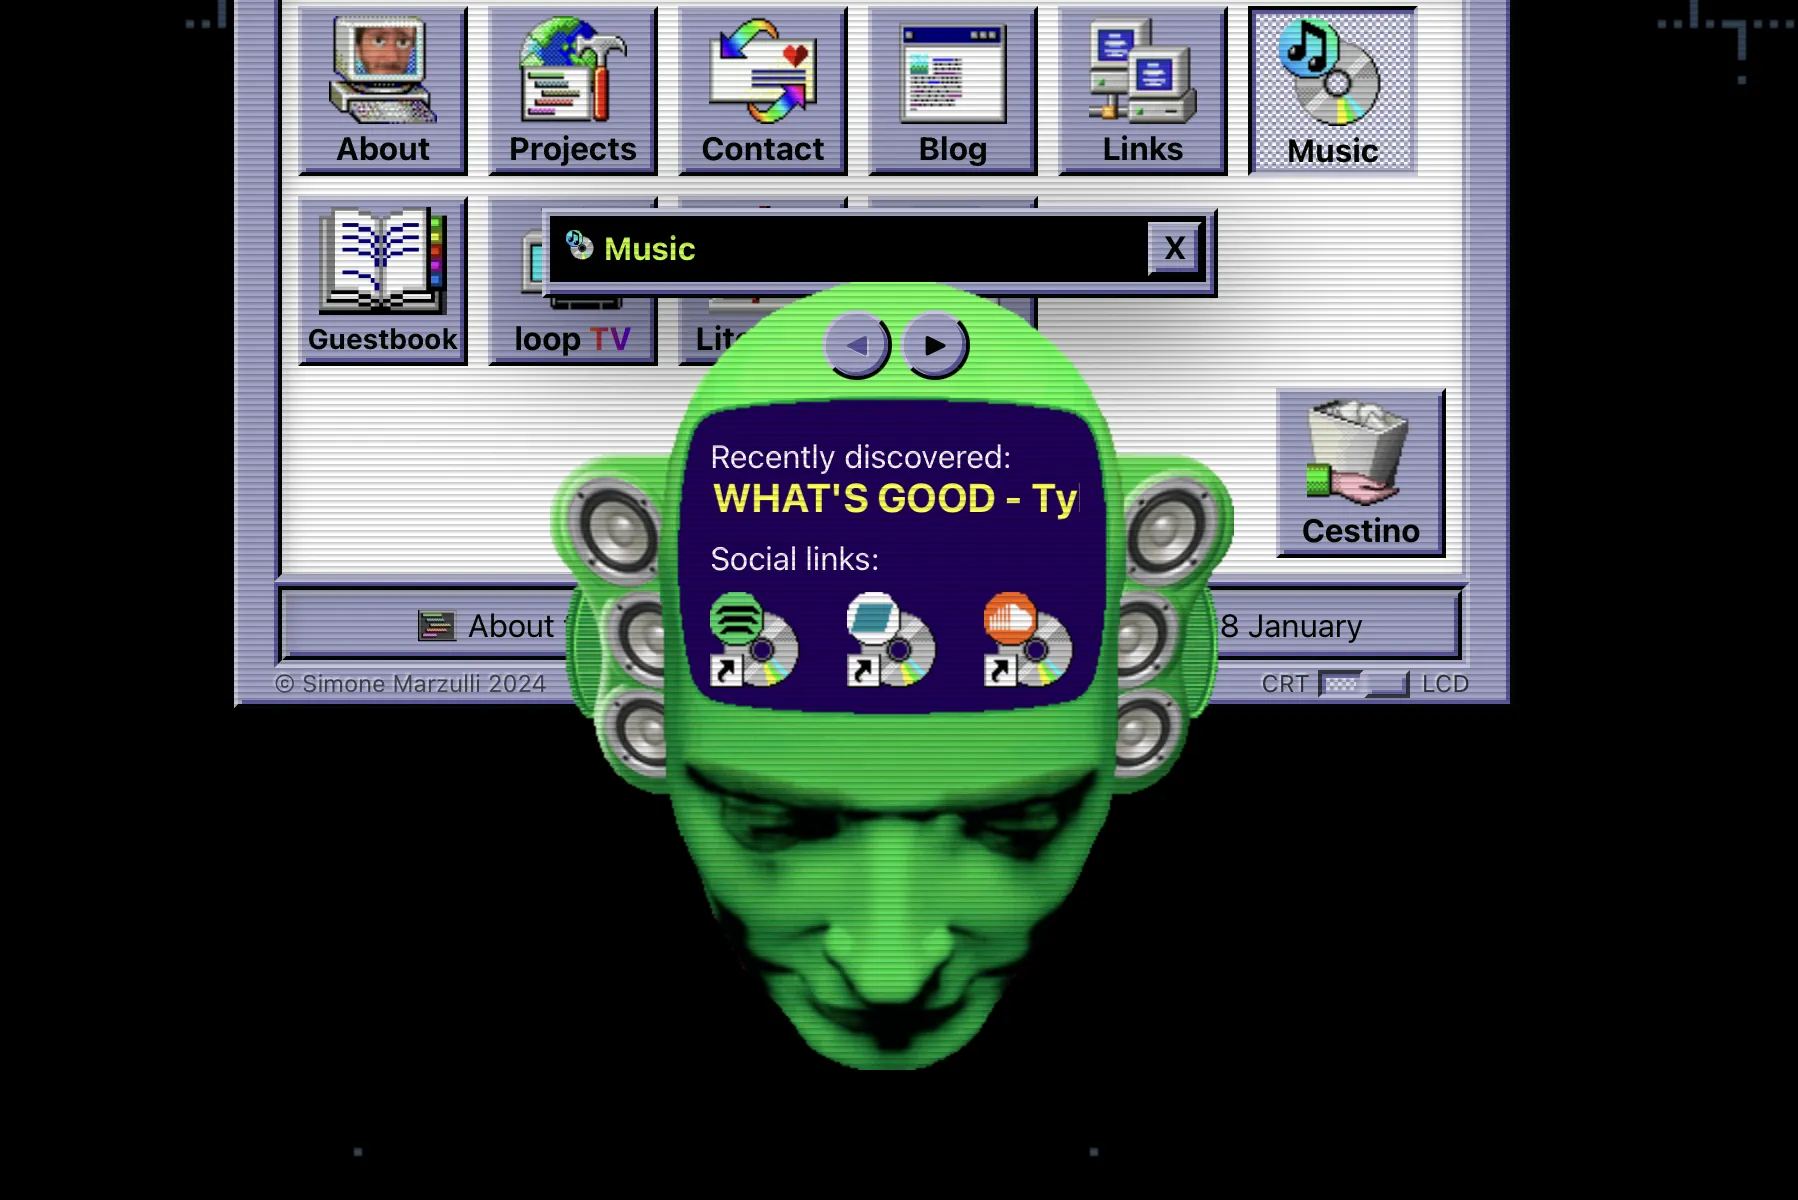 About
Projects
Contact
Blog
Links
Music
Music
X
Guestbook
loop TV
Recently discovered:
WHAT'S GOOD - Ty
Social links:
Cestino
About
8 January
© Simone Marzulli 2024
CRT
LCD